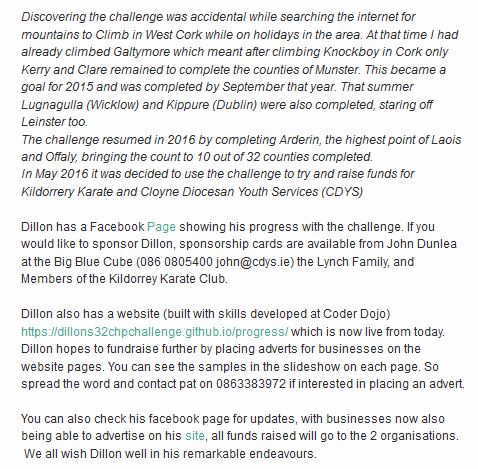 Discovering the challenge was accidental while searching the internet for
mountains to Climb in West Cork while on holidays in the area. At that time I had
already climbed Galtymore which meant after climbing Knockboy in Cork only
Kerry and Clare remained to complete the counties of Munster. This became a
goal for 2015 and was completed by September that year. That summer
Lugnagulla (Wicklow) and Kippure (Dublin) were also completed, staring off
Leinster too.
The challenge resumed in 2016 by completing Arderin, the highest point of Laois
and Offaly, bringing the count to 10 out of 32 counties completed.
In May 2016 it was decided to use the challenge to try and raise funds for
Kildorrery Karate and Cloyne Diocesan Youth Services (CDYS)
Dillon has a Facebook Page showing his progress with the challenge. If you
would like to sponsor Dillon, sponsorship cards are available from John Dunlea
at the Big Blue Cube (086 0805400 john@cdys.ie) the Lynch Family, and
Members of the Kildorrey Karate Club.
Dillon also has a website (built with skills developed at Coder Dojo)
https://dillons32chpchallenge.github.io/progress/ which is now live from today.
Dillon hopes to fundraise further by placing adverts for businesses on the
website pages. You can see the samples in the slideshow on each page. So
spread the word and contact pat on 0863383972 if interested in placing an advert.
You can also check his facebook page for updates, with businesses now also
being able to advertise on his site, all funds raised will go to the 2 organisations.
We all wish Dillon well in his remarkable endeavours.